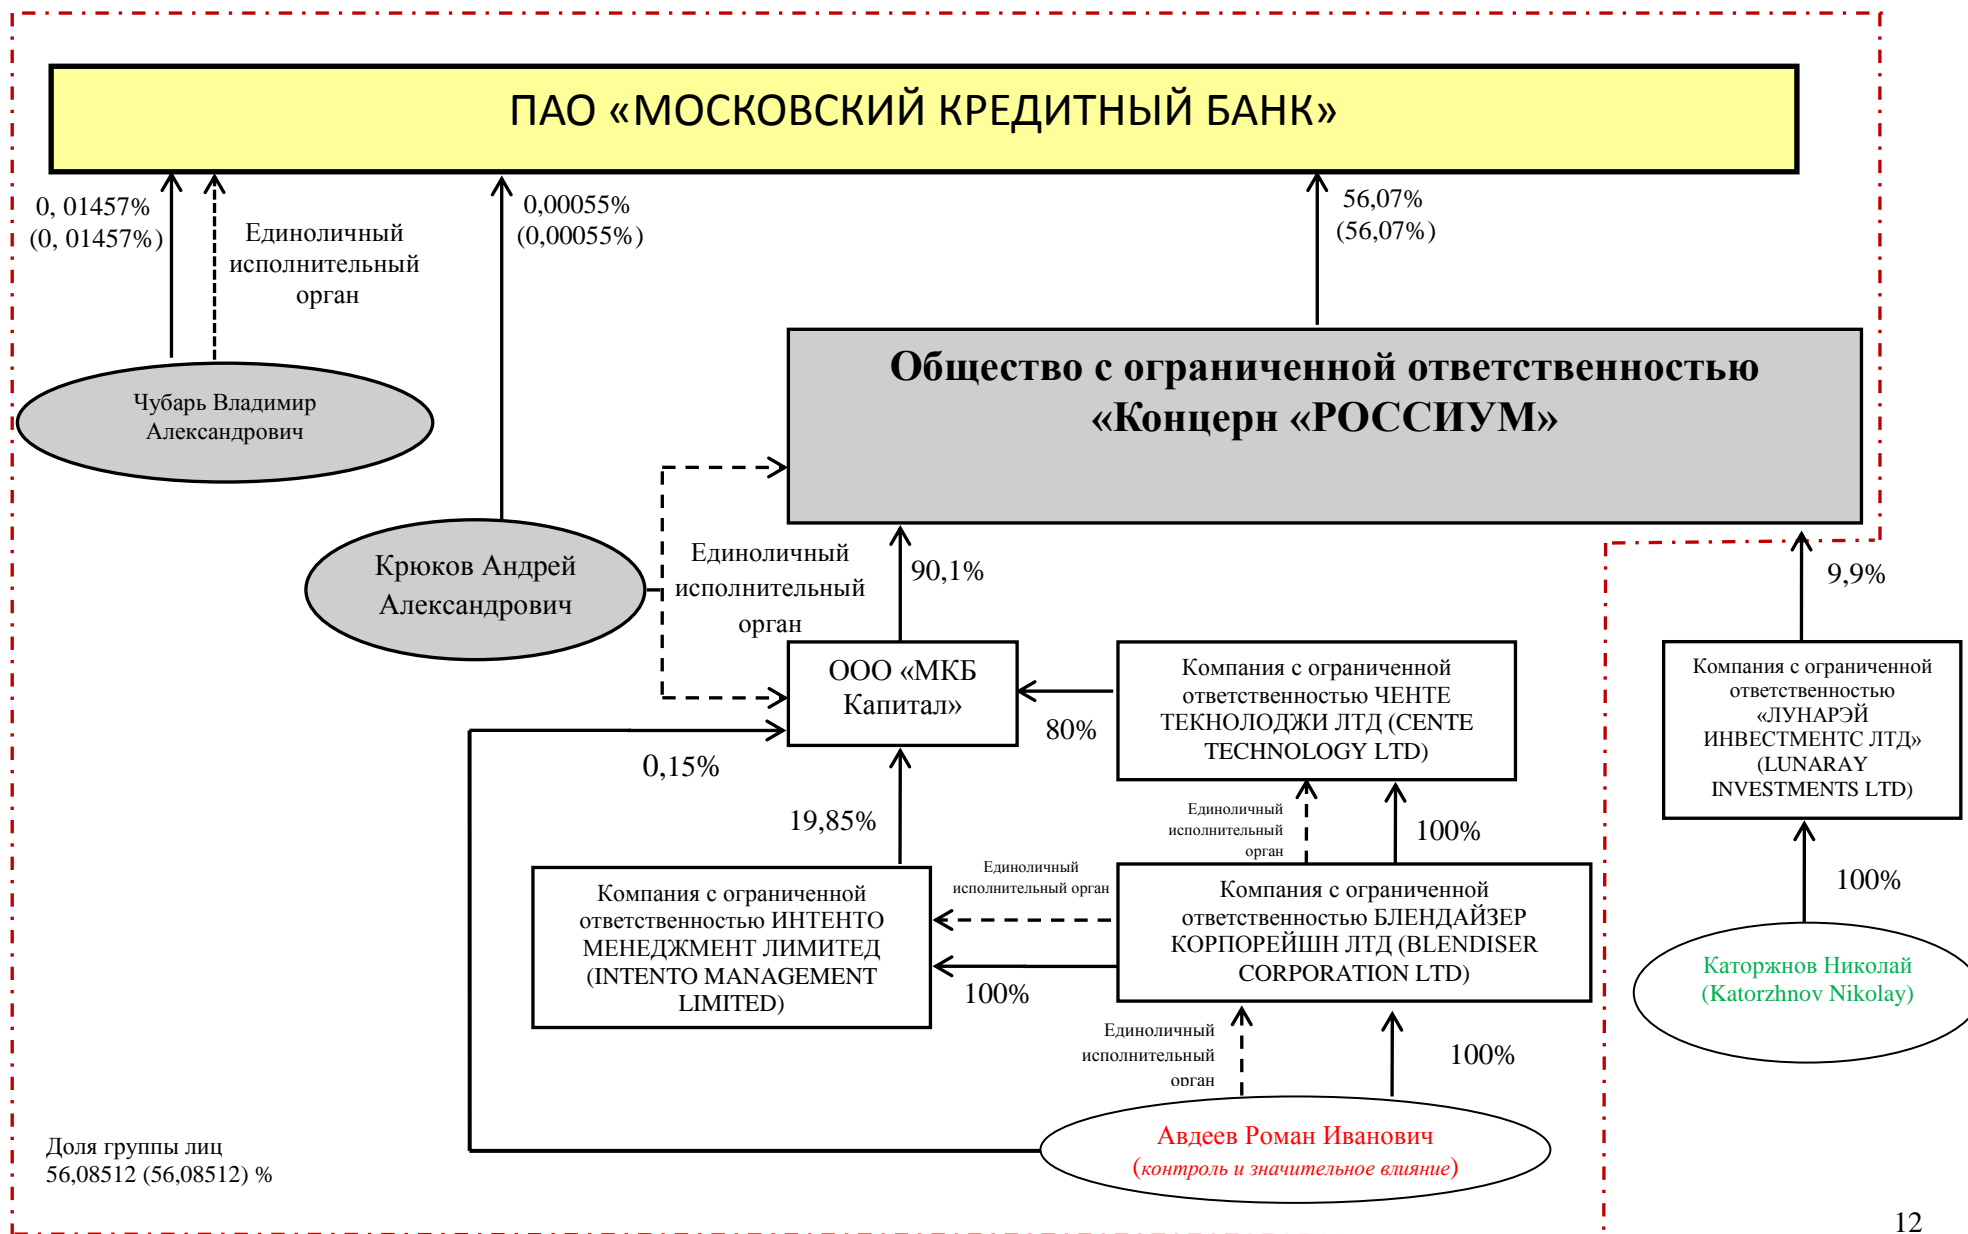 ПАО «МОСКОВСКИЙ КРЕДИТНЫЙ БАНК»
0, 01457%
(0, 01457%)
Единоличный
исполнительный
орган
0,00055%
(0,00055%)
56,07%
(56,07%)
Чубарь Владимир
Александрович
Общество с ограниченной ответственностью
«Концерн «РОССИУМ»
Крюков Андрей
Александрович
Единоличный
исполнительный
орган
90,1%
9,9%
ООО «МКБ
Капитал»
80%
Компания с ограниченной
ответственностью ЧЕНТЕ
ТЕКНОЛОДЖИ ЛТД (CENTE
TECHNOLOGY LTD)
Компания с ограниченной
ответственностью
«ЛУНАРЭЙ
ИНВЕСТМЕНТС ЛТД»
(LUNARAY
INVESTMENTS LTD)
0,15%
19,85%
Единоличный
исполнительный
орган
100%
Единоличный
исполнительный орган
100%
Компания с ограниченной
ответственностью ИНТЕНТО
МЕНЕДЖМЕНТ ЛИМИТЕД
(INTENTO MANAGEMENT
LIMITED)
100%
Компания с ограниченной
ответственностью БЛЕНДАЙЗЕР
КОРПОРЕЙШН ЛТД (BLENDISER
CORPORATION LTD)
Каторжнов Николай
(Katorzhnov Nikolay)
Единоличный
исполнительный
орган
100%
Авдеев Роман Иванович
(контроль и значительное влияние)
Доля группы лиц
56,08512 (56,08512) %
12